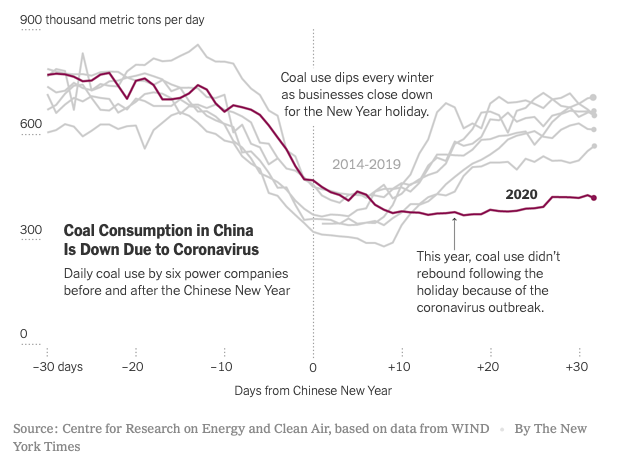 900 thousand metric tons per day
Coal use dips every winter
as businesses close down
for the New Year holiday.
600
2014-2019
2020
300
Coal Consumption in China
Is Down Due to Coronavirus
Daily coal use by six power companies
before and after the Chinese New Year
This year, coal use didn’t
rebound following the
holiday because of the
coronavirus outbreak.
0
−30 days
−20
−10
0
+10
+20
+30
Days from Chinese New Year
Source: Centre for Research on Energy and Clean Air, based on data from WIND • By The New
York Times